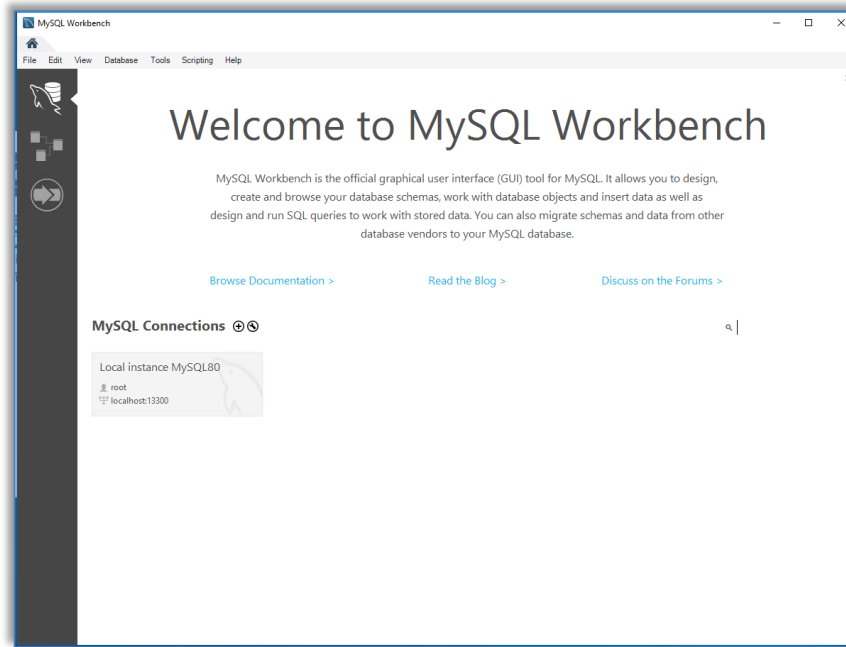 MySQL Workbench
File Edit View Database Tools Scripting Help
Welcome to MySQL Workbench
MySQL Workbench is the official graphical user interface (GUI) tool for MySQL. It allows you to design,
create and browse your database schemas, work with database objects and insert data as well as
design and run SQL queries to work with stored data. You can also migrate schemas and data from other
database vendors to your MySQL database.
Browse Documentation > Read the Blog > Discuss on the Forums >
MySQL Connections
Local instance MySQL80
root
localhost:13300